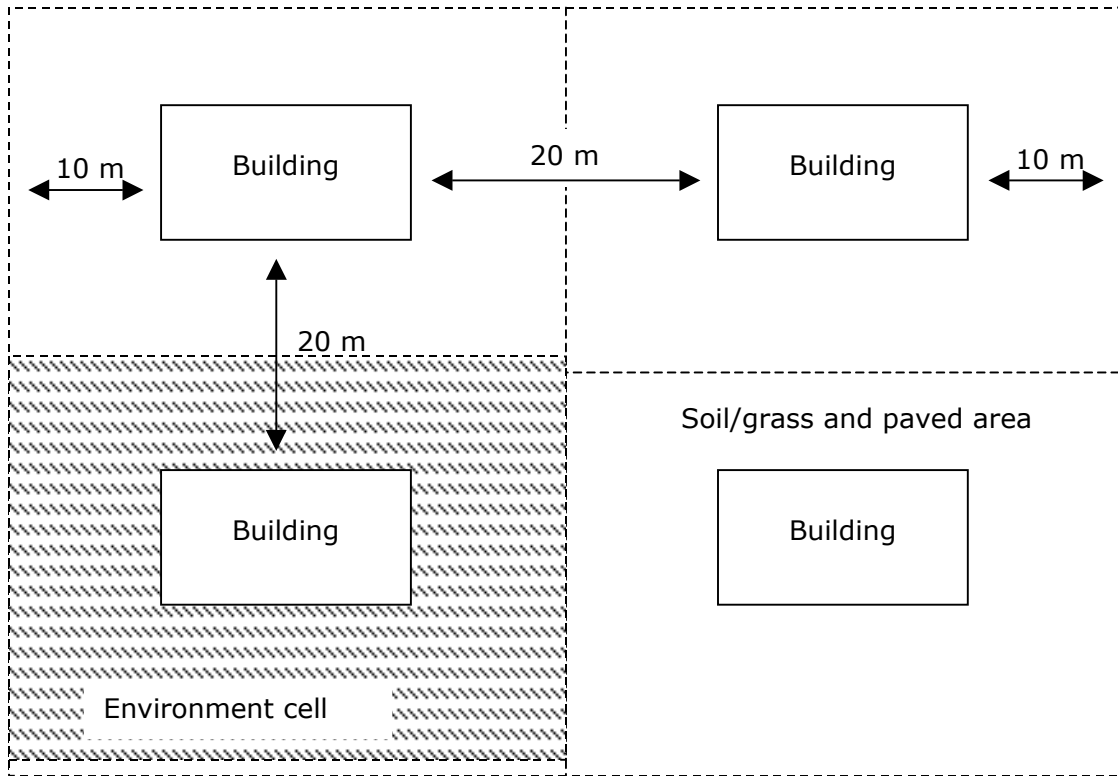 10 m
Building
20 m
Building
10 m
20 m
Soil/grass and paved area
Building
Building
Environment cell